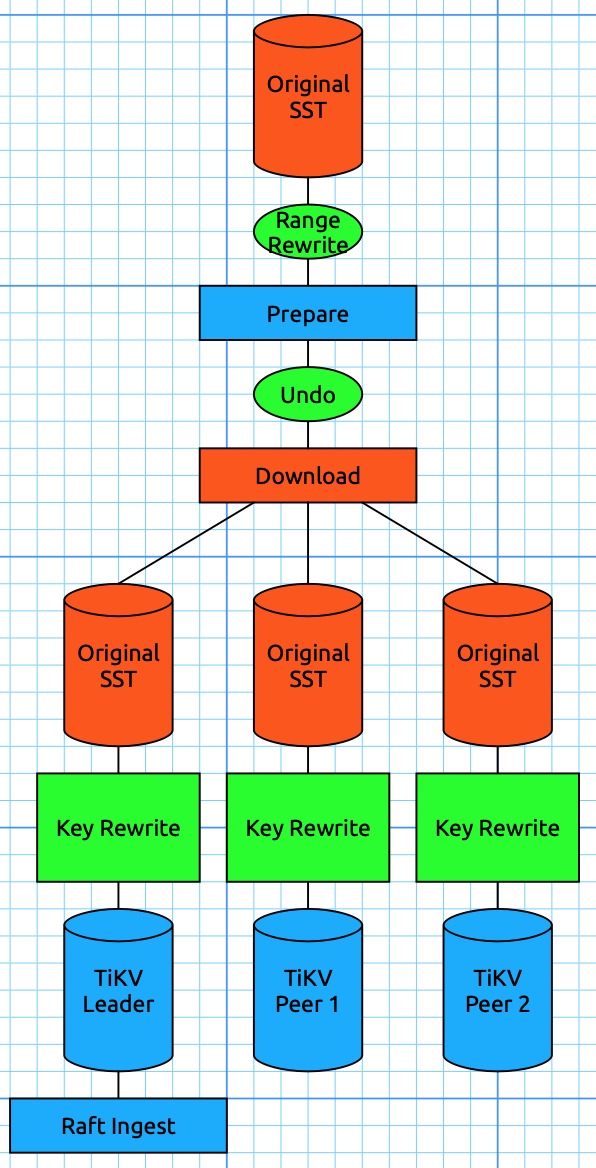 Original
SST
Range
Rewrite
Prepare
Undo
Download
Original
SST
Original
SST
Original
SST
Key Rewrite
Key Rewrite
Key Rewrite
TiKV
Leader
TiKV
Peer 1
TiKV
Peer 2
Raft Ingest